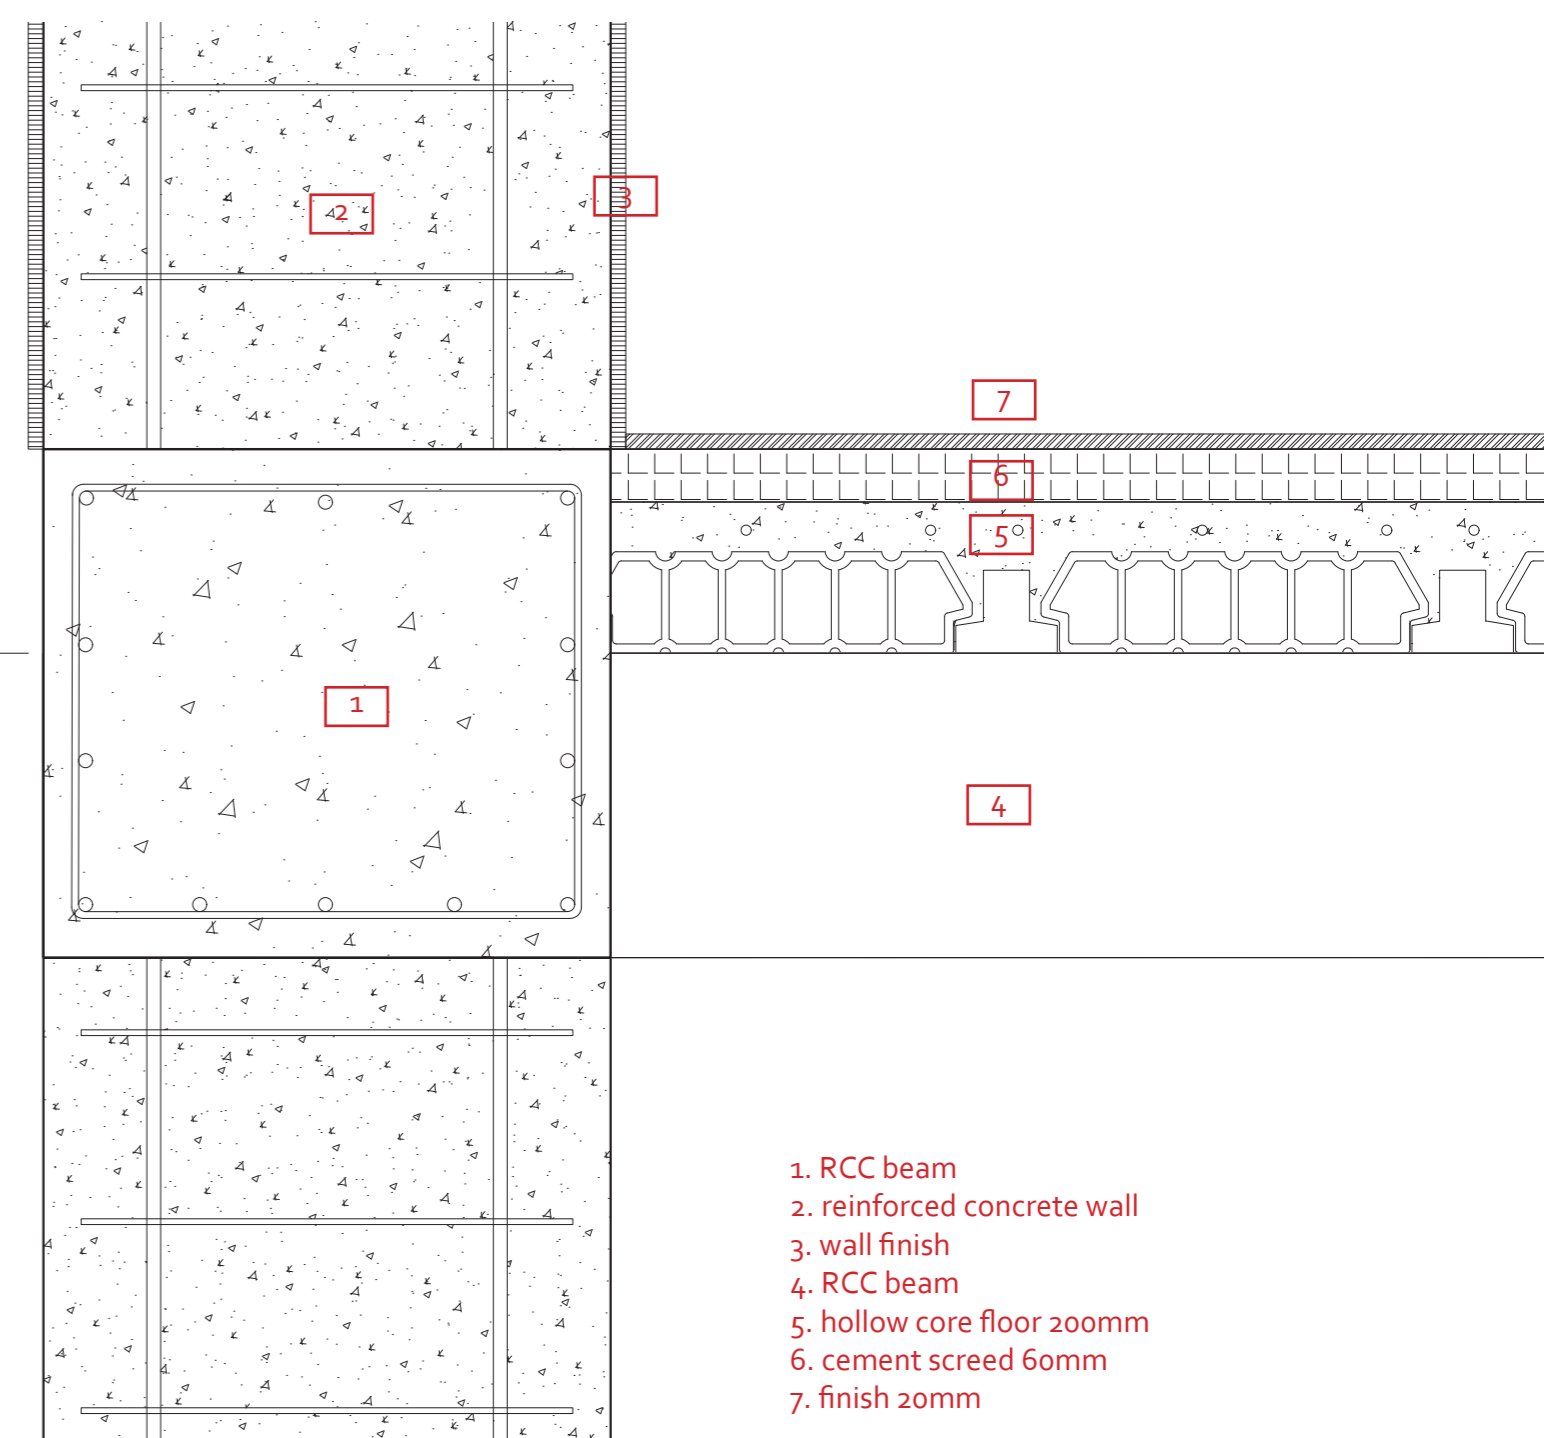 2
3
7
6
5
1
4
1. RCC beam
2. reinforced concrete wall
3. wall finish
4. RCC beam
5. hollow core floor 200mm
6. cement screed 60mm
7. finish 20mm